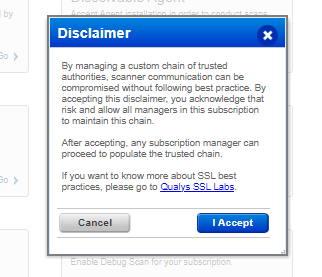 Dissolvable Agent
Accept Agent installation in order to conduct scans
d by
Go >
Disclaimer
By managing a custom chain of trusted
authorities, scanner communication can be
compromised without following best practice. By
accepting this disclaimer, you acknowledge that
risk and allow all managers in this subscription
to maintain this chain.
After accepting, any subscription manager can
proceed to populate the trusted chain.
If you want to know more about SSL best
practices, please go to Qualys SSL Labs.
Go >
Cancel
I Accept
Enable Debug Scan for your subscription.